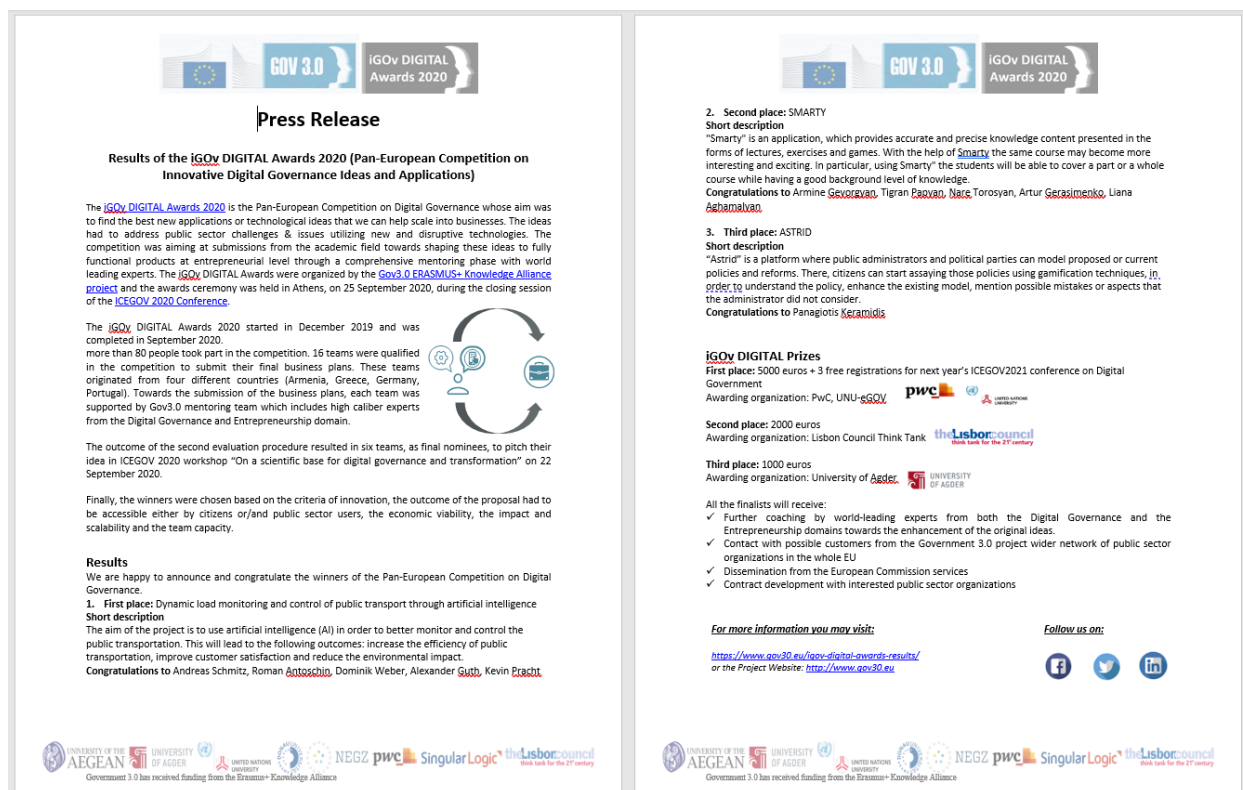 GOV 3.0
iGOv DIGITAL
Awards 2020
Press Release
Results of the iGOv DIGITAL Awards 2020 (Pan-European Competition on
Innovative Digital Governance Ideas and Applications)
The iGOv DIGITAL Awards 2020 is the Pan-European Competition on Digital Governance whose aim was
to find the best new applications or technological ideas that we can help scale into businesses. The ideas
had to address public sector challenges & issues utilizing new and disruptive technologies. The
competition was aiming at submissions from the academic field towards shaping these ideas to fully
functional products at entrepreneurial level through a comprehensive mentoring phase with world
leading experts. The iGOv DIGITAL Awards were organized by the Gov3.0 ERASMUS+ Knowledge Alliance
project and the awards ceremony was held in Athens, on 25 September 2020, during the closing session
of the ICEGOV 2020 Conference.
The iGOv DIGITAL Awards 2020 started in December 2019 and was
completed in September 2020.
more than 80 people took part in the competition. 16 teams were qualified
in the competition to submit their final business plans. These teams
originated from four different countries (Armenia, Greece, Germany,
Portugal). Towards the submission of the business plans, each team was
supported by Gov3.0 mentoring team which includes high caliber experts
from the Digital Governance and Entrepreneurship domain.
The outcome of the second evaluation procedure resulted in six teams, as final nominees, to pitch their
idea in ICEGOV 2020 workshop “On a scientific base for digital governance and transformation” on 22
September 2020.
Finally, the winners were chosen based on the criteria of innovation, the outcome of the proposal had to
be accessible either by citizens or/and public sector users, the economic viability, the impact and
scalability and the team capacity.
Results
We are happy to announce and congratulate the winners of the Pan-European Competition on Digital
Governance.
1. First place: Dynamic load monitoring and control of public transport through artificial intelligence
Short description
The aim of the project is to use artificial intelligence (AI) in order to better monitor and control the
public transportation. This will lead to the following outcomes: increase the efficiency of public
transportation, improve customer satisfaction and reduce the environmental impact.
Congratulations to Andreas Schmitz, Roman Antoschin, Dominik Weber, Alexander Guth, Kevin Pracht
UNIVERSITY OF THE
AEGEAN
UNIVERSITY
OF AGDER
UNITED NATIONS
UNIVERSITY
NEGZ
pwc
SingularLogic
theLisboncouncil
think tank for the 21st century
Government 3.0 has received funding from the Erasmus+ Knowledge Alliance
GOV 3.0
iGOv DIGITAL
Awards 2020
2. Second place: SMARTY
Short description
"Smarty" is an application, which provides accurate and precise knowledge content presented in the
forms of lectures, exercises and games. With the help of Smarty the same course may become more
interesting and exciting. In particular, using Smarty" the students will be able to cover a part or a whole
course while having a good background level of knowledge.
Congratulations to Armine Gevorgyan, Tigran Papyan, Nare Torosyan, Artur Gerasimenko, Liana
Aghamalyan
3. Third place: ASTRID
Short description
“Astrid” is a platform where public administrators and political parties can model proposed or current
policies and reforms. There, citizens can start assaying those policies using gamification techniques, in
order to understand the policy, enhance the existing model, mention possible mistakes or aspects that
the administrator did not consider.
Congratulations to Panagiotis Keramidis
iGOv DIGITAL Prizes
First place: 5000 euros + 3 free registrations for next year’s ICEGOV2021 conference on Digital
Government
Awarding organization: PwC, UNU-eGOV
pwc
UNITED NATIONS
UNIVERSITY
Second place: 2000 euros
Awarding organization: Lisbon Council Think Tank
theLisboncouncil
think tank for the 21st century
Third place: 1000 euros
Awarding organization: University of Agder
UNIVERSITY
OF AGDER
All the finalists will receive:
✓ Further coaching by world-leading experts from both the Digital Governance and the
Entrepreneurship domains towards the enhancement of the original ideas.
✓ Contact with possible customers from the Government 3.0 project wider network of public sector
organizations in the whole EU
✓ Dissemination from the European Commission services
✓ Contract development with interested public sector organizations
For more information you may visit:
Follow us on:
https://www.gov30.eu/igov-digital-awards-results/
or the Project Website: http://www.gov30.eu
UNIVERSITY OF THE
AEGEAN
UNIVERSITY
OF AGDER
UNITED NATIONS
UNIVERSITY
NEGZ
pwc
SingularLogic
theLisboncouncil
think tank for the 21st century
Government 3.0 has received funding from the Erasmus+ Knowledge Alliance